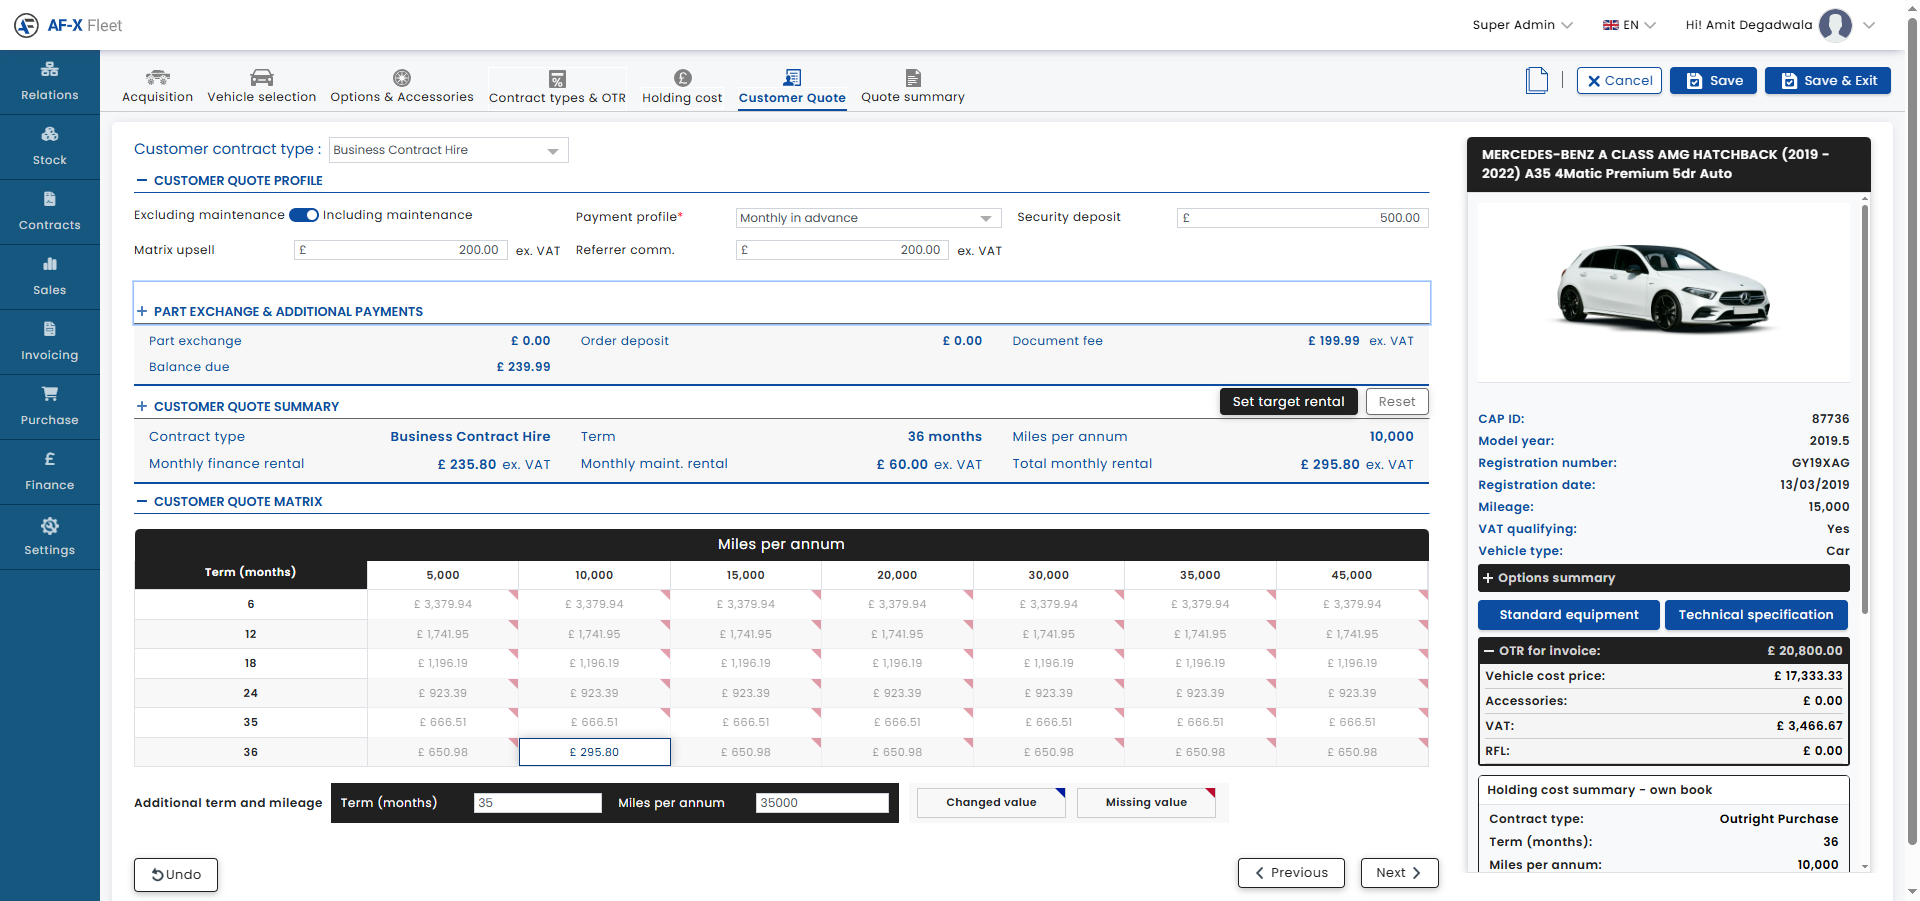 AF-X Fleet
Super Admin
EN
Hi! Amit Degadwala
Relations
Stock
Contracts
Sales
Invoicing
Purchase
£
Finance
Settings
Acquisition
Vehicle selection
Options & Accessories
Contract types & OTR
Holding cost
Customer Quote
Quote summary
Cancel
Save
Save & Exit
Customer contract type : Business Contract Hire
CUSTOMER QUOTE PROFILE
Excluding maintenance Including maintenance
Payment profile* Monthly in advance
Security deposit £ 500.00
Matrix upsell £ 200.00 ex. VAT
Referrer comm. £ 200.00 ex. VAT
+ PART EXCHANGE & ADDITIONAL PAYMENTS
Part exchange £ 0.00 Order deposit £ 0.00 Document fee £ 199.99 ex. VAT
Balance due £ 239.99
+ CUSTOMER QUOTE SUMMARY
Set target rental
Reset
Contract type Business Contract Hire Term 36 months Miles per annum 10,000
Monthly finance rental £ 235.80 ex. VAT Monthly maint. rental £ 60.00 ex. VAT Total monthly rental £ 295.80 ex. VAT
CUSTOMER QUOTE MATRIX
Miles per annum
Term (months)
5,000 10,000 15,000 20,000 30,000 35,000 45,000
6 £ 3,379.94 £ 3,379.94 £ 3,379.94 £ 3,379.94 £ 3,379.94 £ 3,379.94 £ 3,379.94
12 £ 1,741.95 £ 1,741.95 £ 1,741.95 £ 1,741.95 £ 1,741.95 £ 1,741.95 £ 1,741.95
18 £ 1,196.19 £ 1,196.19 £ 1,196.19 £ 1,196.19 £ 1,196.19 £ 1,196.19 £ 1,196.19
24 £ 923.39 £ 923.39 £ 923.39 £ 923.39 £ 923.39 £ 923.39 £ 923.39
35 £ 666.51 £ 666.51 £ 666.51 £ 666.51 £ 666.51 £ 666.51 £ 666.51
36 £ 650.98 £ 295.80 £ 650.98 £ 650.98 £ 650.98 £ 650.98 £ 650.98
Additional term and mileage Term (months) 35 Miles per annum 35000
Changed value
Missing value
Undo
Previous
Next
MERCEDES-BENZ A CLASS AMG HATCHBACK (2019 -
2022) A35 4Matic Premium 5dr Auto
CAP ID: 87736
Model year: 2019.5
Registration number: GY19XAG
Registration date: 13/03/2019
Mileage: 15,000
VAT qualifying: Yes
Vehicle type: Car
+ Options summary
Standard equipment
Technical specification
OTR for invoice: £ 20,800.00
Vehicle cost price: £ 17,333.33
Accessories: £ 0.00
VAT: £ 3,466.67
RFL: £ 0.00
Holding cost summary - own book
Contract type: Outright Purchase
Term (months): 36
Miles per annum: 10,000